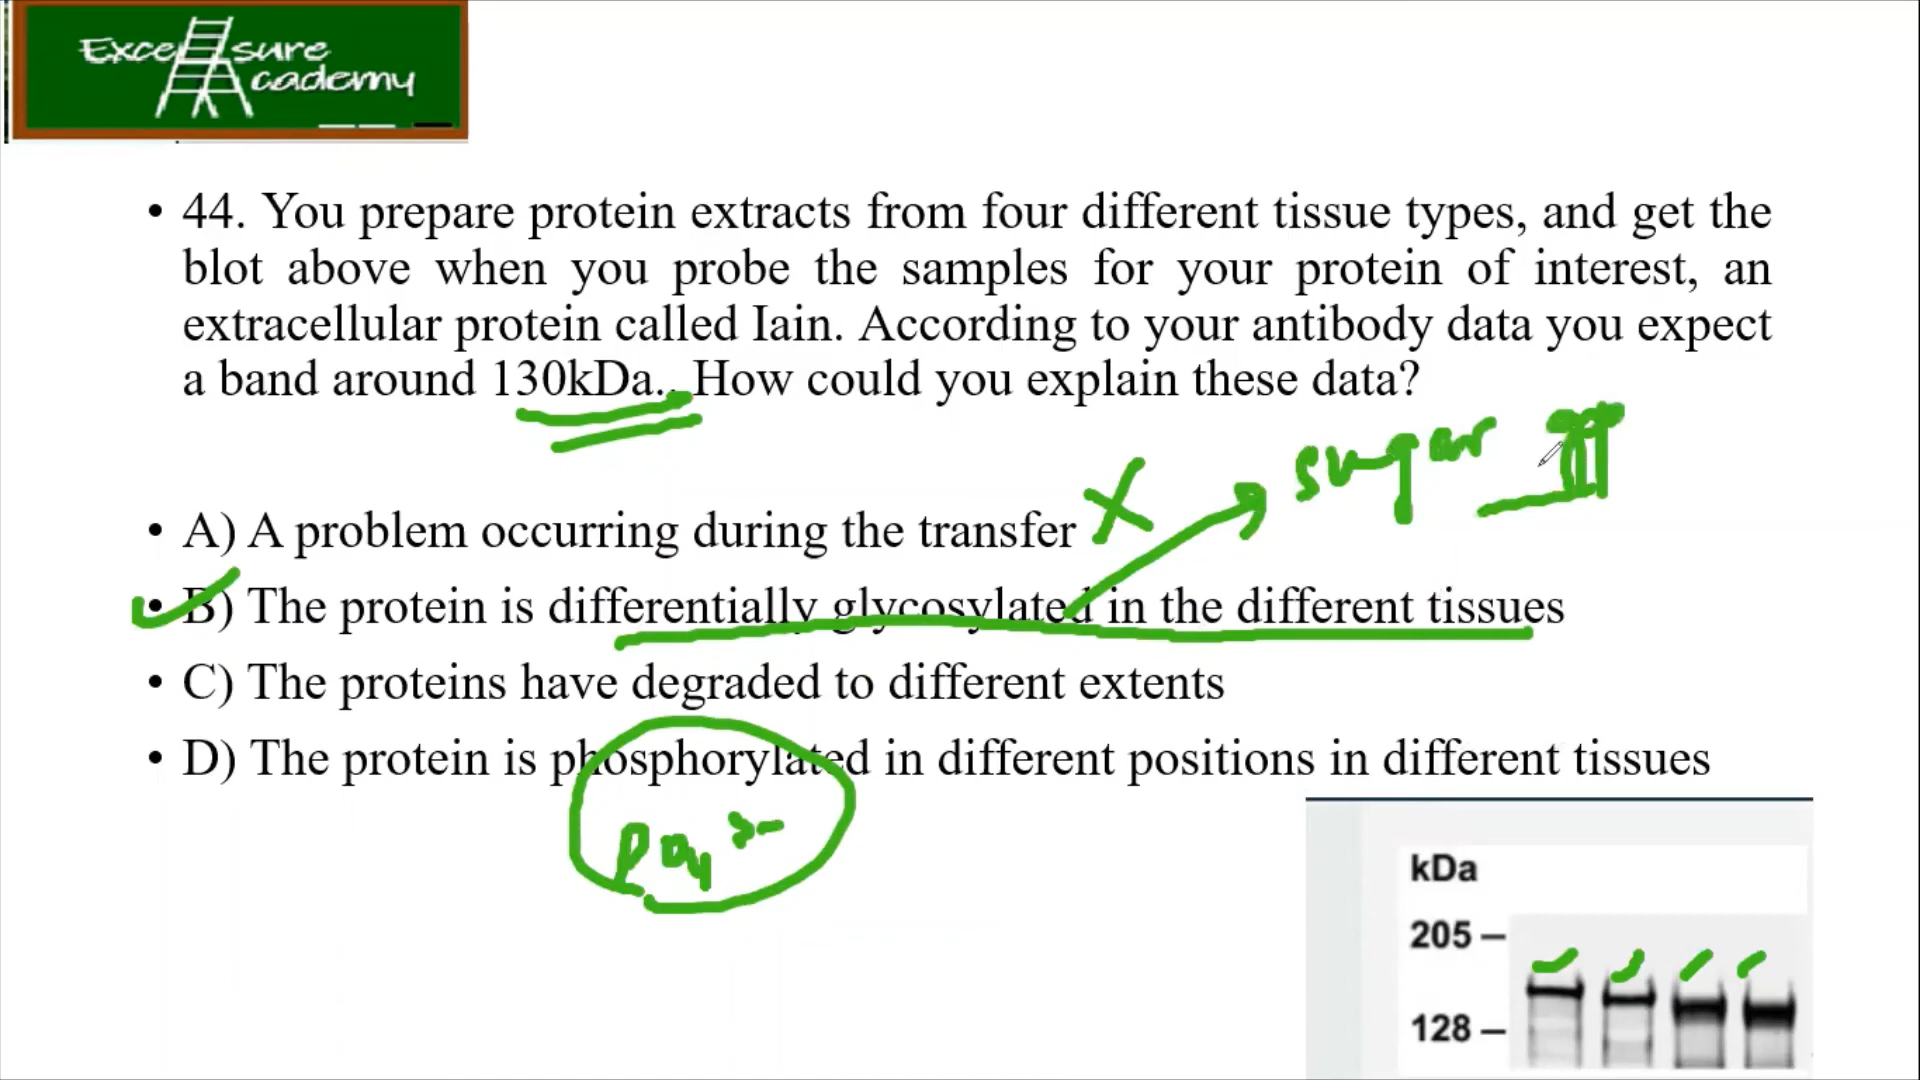 Excel sure
Academy
• 44. You prepare protein extracts from four different tissue types, and get the
blot above when you probe the samples for your protein of interest, an
extracellular protein called Iain. According to your antibody data you expect
a band around 130kDa.. How could you explain these data?
sugar
• A) A problem occurring during the transfer X
• B) The protein is differentially glycosylated in the different tissues
• C) The proteins have degraded to different extents
• D) The protein is phosphorylated in different positions in different tissues
PO4 3-
kDa
205 –
128 –